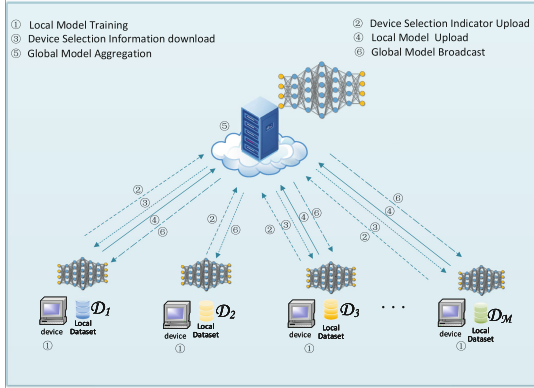 ① Local Model Training
② Device Selection Indicator Upload
③ Device Selection Information download
④ Local Model Upload
⑤ Global Model Aggregation
⑥ Global Model Broadcast
⑤
② ③ ④ ⑥
② ⑥
② ③ ④ ⑥
⑥ ④ ③ ②
D1
D2
D3
. . .
DM
device
Local Dataset
device
Local Dataset
device
Local Dataset
device
Local Dataset
① ① ① ①